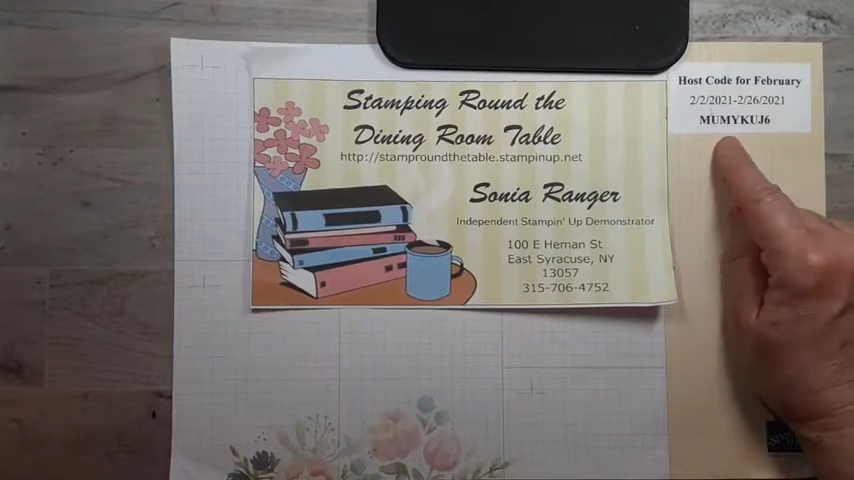 Stamping Round the
Dining Room Table
http://stamproundthetable.stampinup.net
Sonia Ranger
Independent Stampin' Up Demonstrator
100 E Heman St
East Syracuse, NY
13057
315-706-4752
Host Code for February
2/2/2021-2/26/2021
MUMYKUJ6